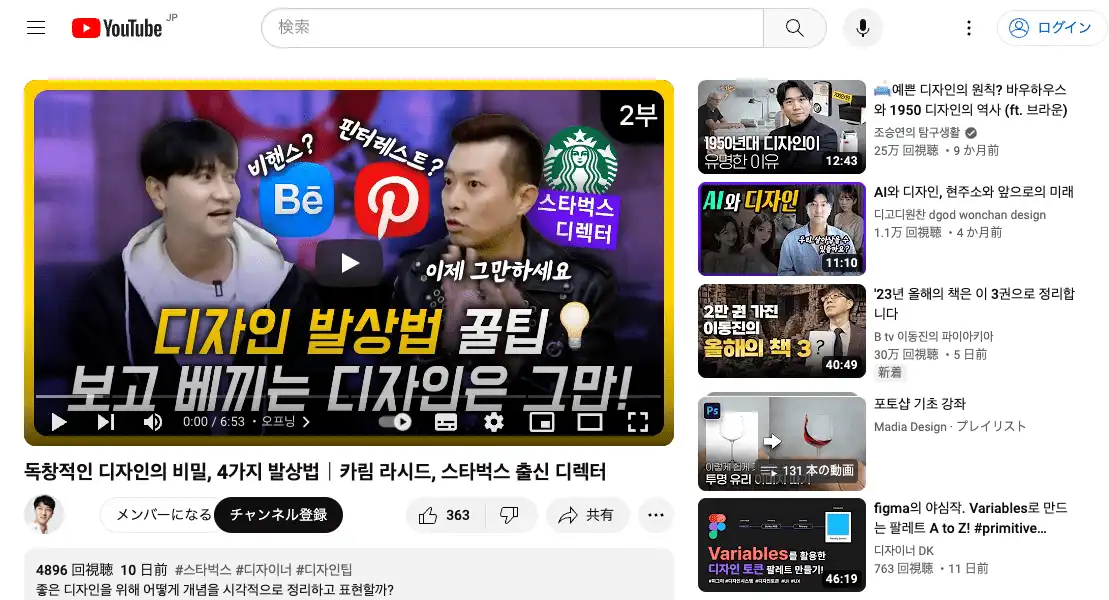 YouTube JP
検索
ログイン
2부
비핸스?
핀터레스트?
Bē
스타벅스
디렉터
이제 그만하세요
디자인 발상법 꿀팁
보고 베끼는 디자인은 그만!
0:00 / 6:53 ・ 오프닝
독창적인 디자인의 비밀, 4가지 발상법｜카림 라시드, 스타벅스 출신 디렉터
メンバーになる
チャンネル登録
363
共有
4896 回視聴 10 日前 #스타벅스 #디자이너 #디자인팁
좋은 디자인을 위해 어떻게 개념을 시각적으로 정리하고 표현할까?
1950년대 디자인이
유명한 이유
12:43
예쁜 디자인의 원칙? 바우하우스
와 1950 디자인의 역사 (ft. 브라운)
조승연의 탐구생활
25万 回視聴 ・9 か月前
AI와 디자인
11:10
AI와 디자인, 현주소와 앞으로의 미래
디고디원찬 dgod wonchan design
1.1万 回視聴 ・4 か月前
2만 권 가진
이동진의
올해의 책 3?
40:49
'23년 올해의 책은 이 3권으로 정리합
니다
B tv 이동진의 파이아키아
30万 回視聴 ・5 日前
新着
Ps
이렇게 쉽게
투명 유리
131 本の動画
포토샵 기초 강좌
Madia Design · プレイリスト
Variables를 활용한
디자인 토큰 팔레트 만들기!
46:19
figma의 야심작. Variables로 만드
는 팔레트 A to Z! #primitive…
디자이너 DK
763 回視聴 ・11 日前